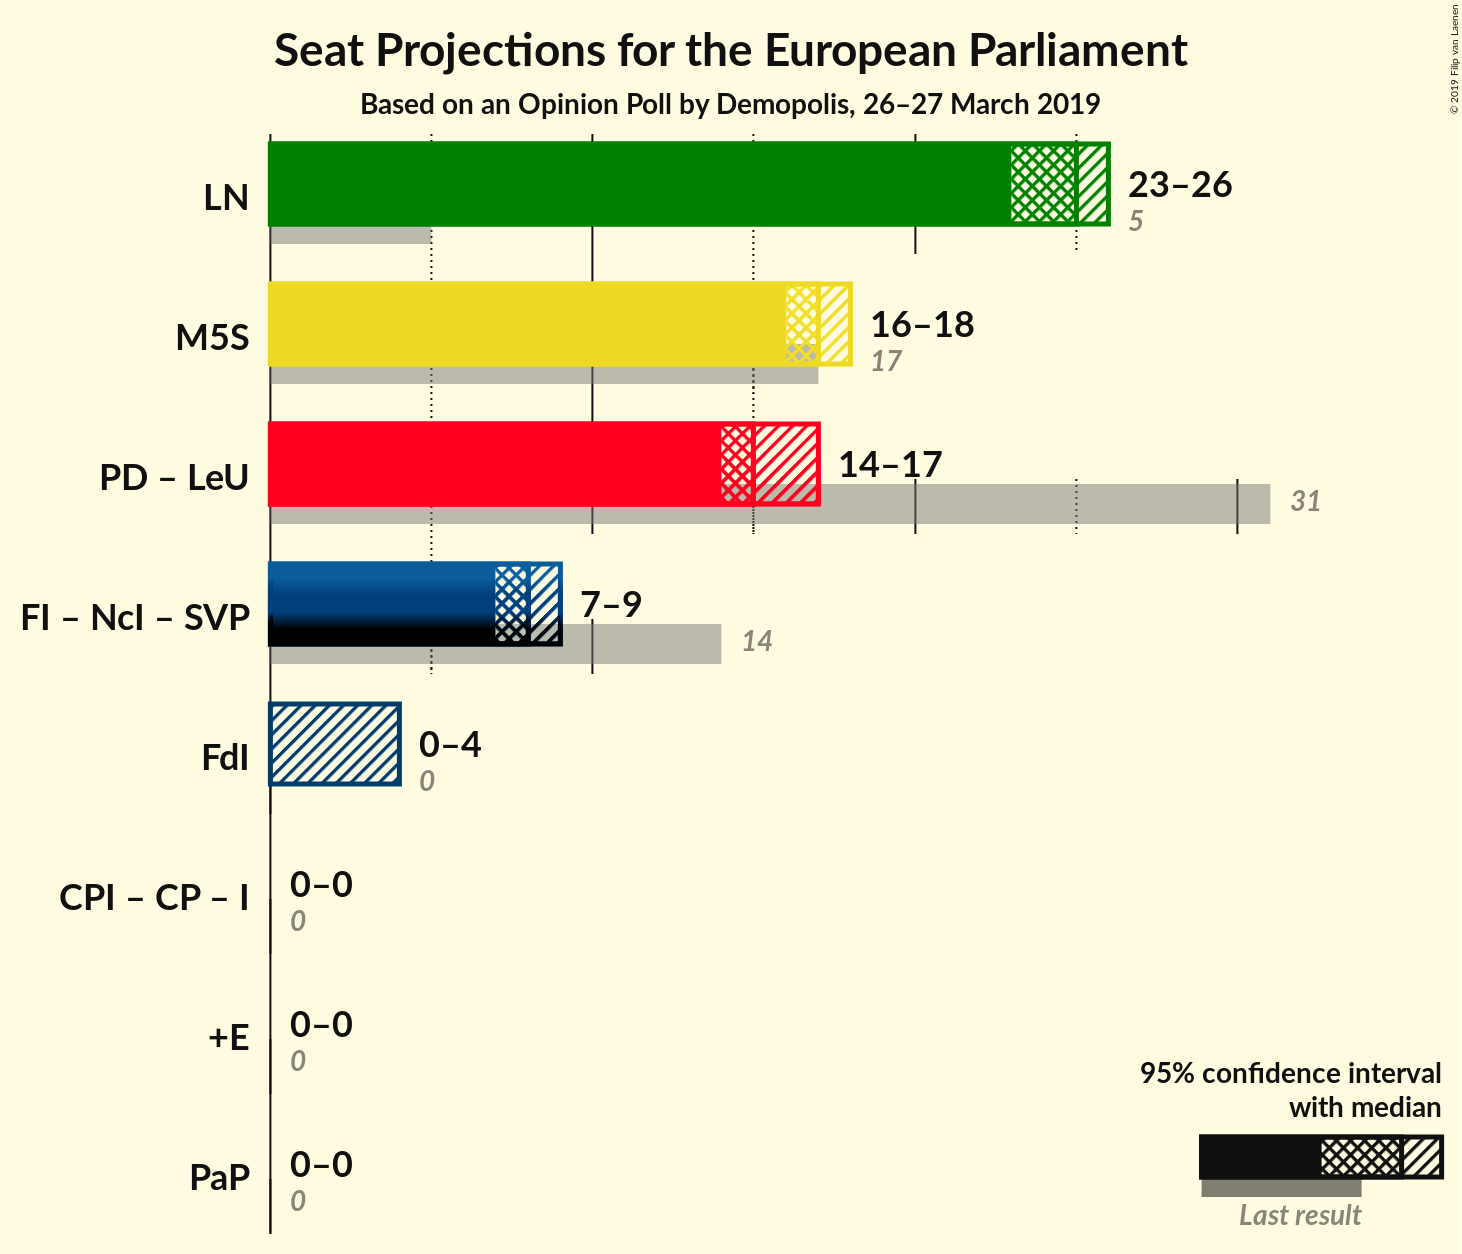 Seat Projections for the European Parliament
Based on an Opinion Poll by Demopolis, 26–27 March 2019
© 2019 Filip van Laenen
LN
23–26
5
M5S
16–18
17
PD – LeU
14–17
31
FI – NcI – SVP
7–9
14
FdI
0–4
0
CPI – CP – I
0–0
0
+E
0–0
0
PaP
0–0
0
95% confidence interval
with median
Last result